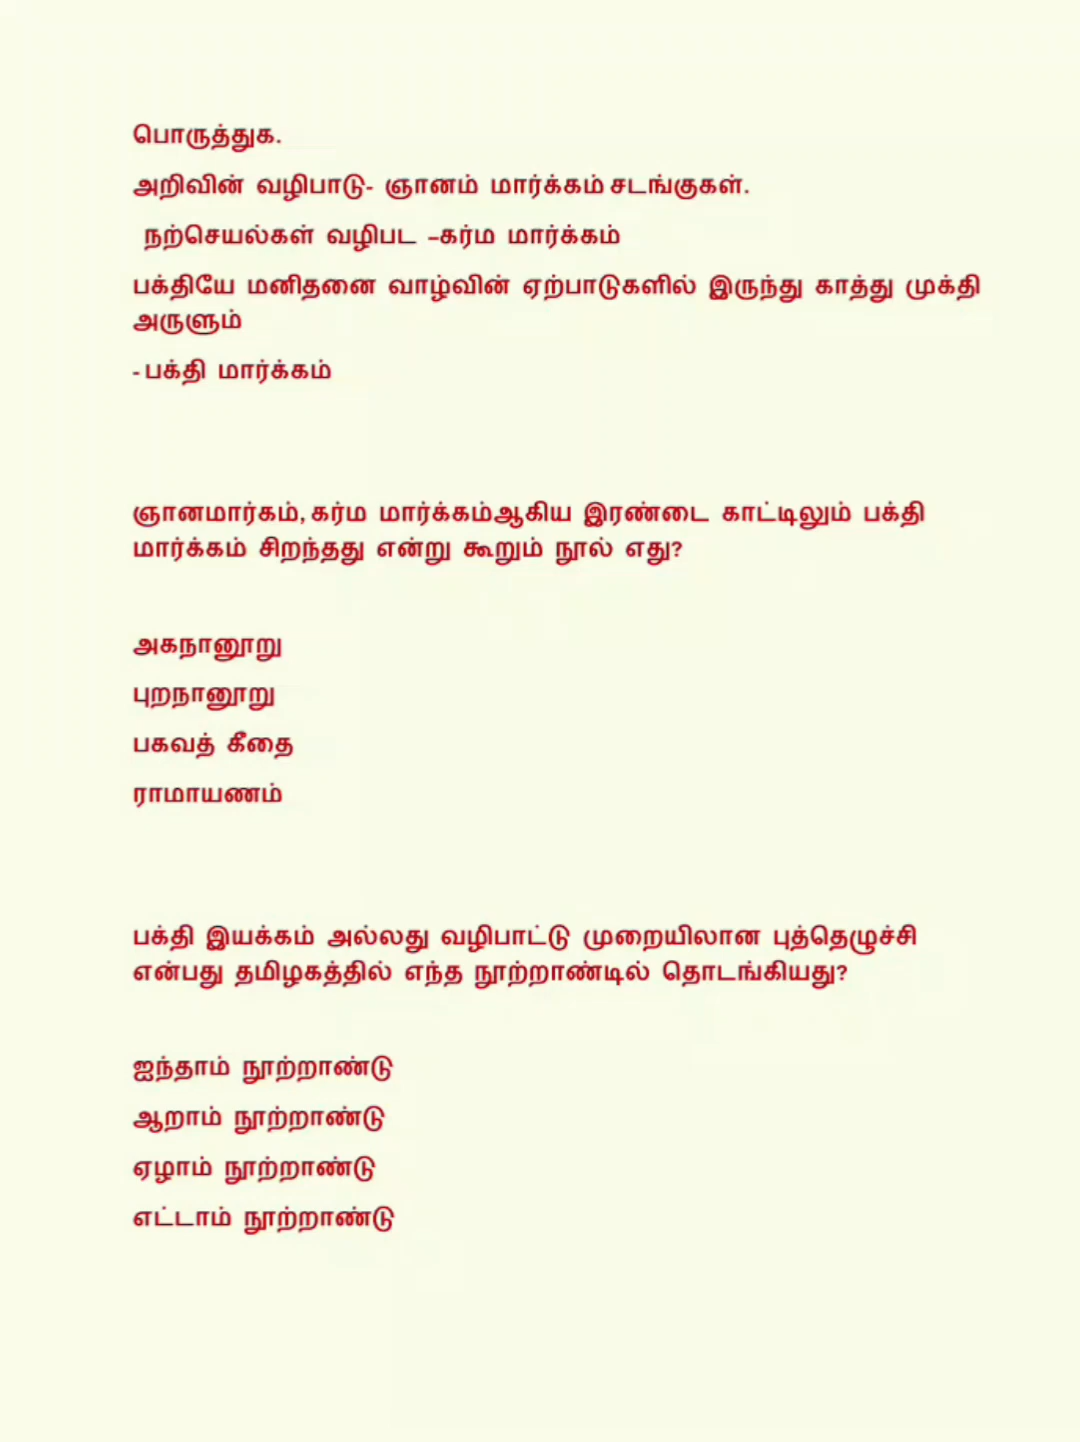 பொருத்துக.
அறிவின் வழிபாடு- ஞானம் மார்க்கம் சடங்குகள்.
நற்செயல்கள் வழிபட –கர்ம மார்க்கம்
பக்தியே மனிதனை வாழ்வின் ஏற்பாடுகளில் இருந்து காத்து முக்தி
அருளும்
- பக்தி மார்க்கம்
ஞானமார்கம், கர்ம மார்க்கம்ஆகிய இரண்டை காட்டிலும் பக்தி
மார்க்கம் சிறந்தது என்று கூறும் நூல் எது?
அகநானூறு
புறநானூறு
பகவத் கீதை
ராமாயணம்
பக்தி இயக்கம் அல்லது வழிபாட்டு முறையிலான புத்தெழுச்சி
என்பது தமிழகத்தில் எந்த நூற்றாண்டில் தொடங்கியது?
ஐந்தாம் நூற்றாண்டு
ஆறாம் நூற்றாண்டு
ஏழாம் நூற்றாண்டு
எட்டாம் நூற்றாண்டு